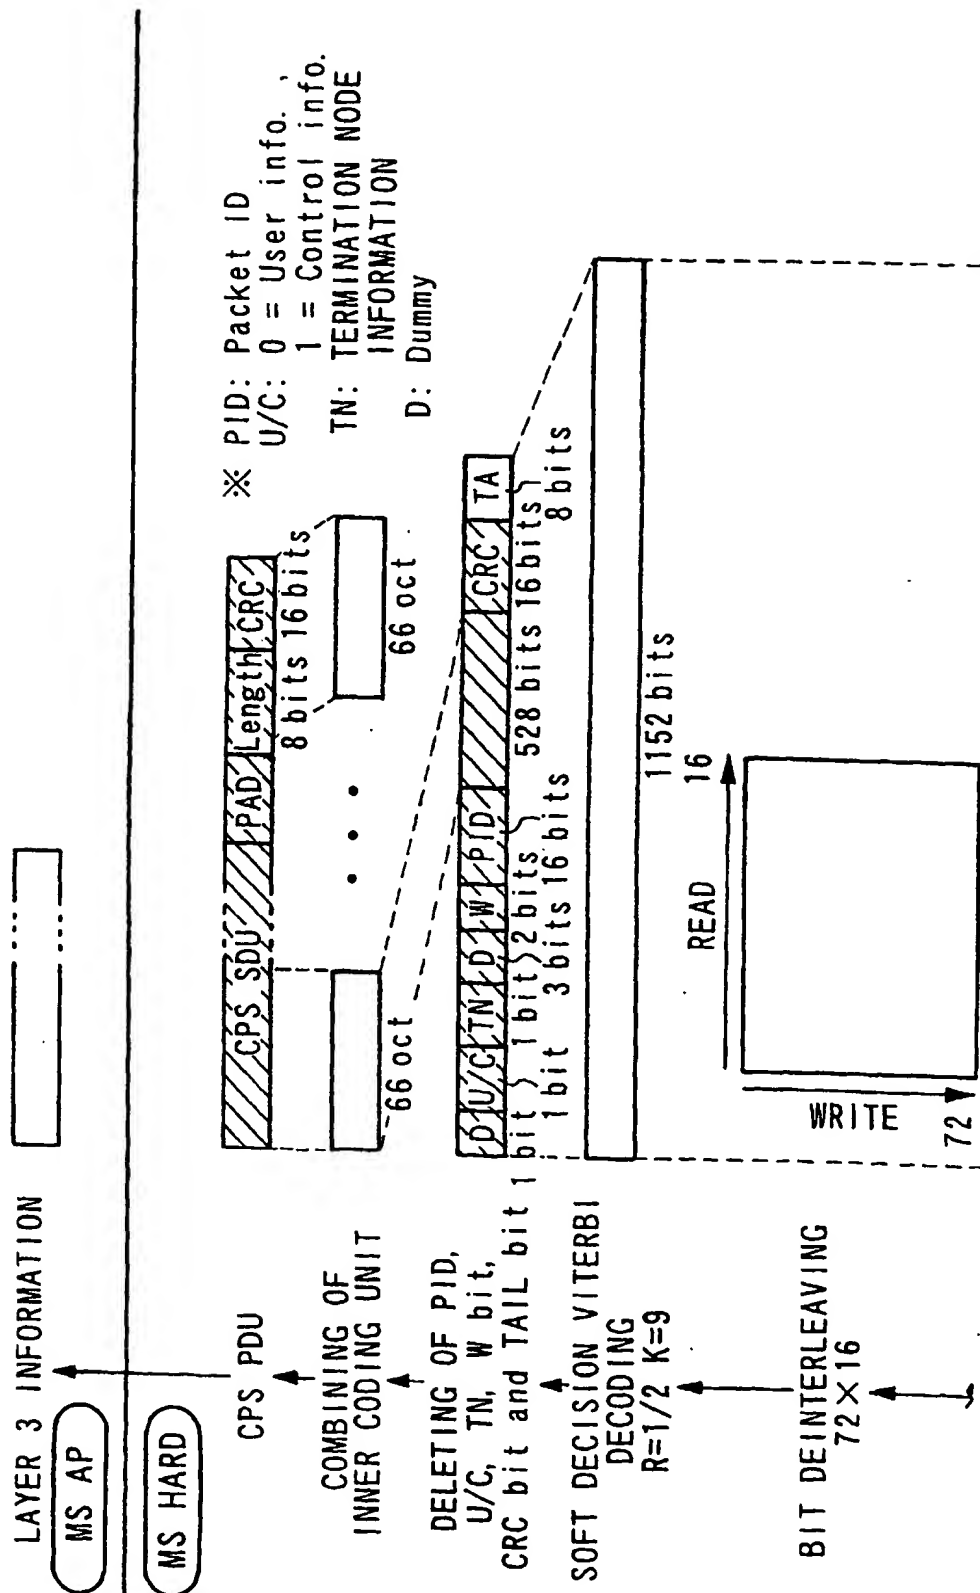 LAYER 3 INFORMATION
MS AP
MS HARD
CPS PDU
CPS SDU
PAD
Length
CRC
8 bits 16 bits
※ PID: Packet ID
U/C: 0 = User info.
1 = Control info.
TN: TERMINATION NODE
INFORMATION
D: Dummy
COMBINING OF
INNER CODING UNIT
66 oct
• • •
66 oct
DELETING OF PID,
U/C, TN, W bit,
CRC bit and TAIL bit
D
U/C
TN
D
W
PID
CRC
TA
1 bit
1 bit
2 bits
528 bits 16 bits
1 bit
3 bits 16 bits
8 bits
SOFT DECISION VITERBI
DECODING
R=1/2 K=9
1152 bits
BIT DEINTERLEAVING
72×16
READ
16
WRITE
72